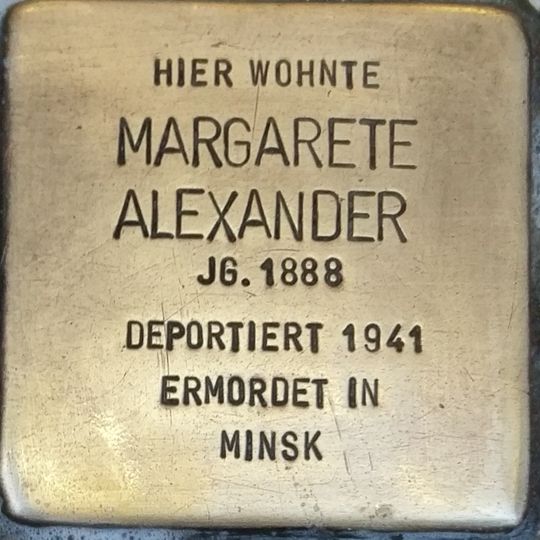 HIER WOHNTE
MARGARETE
ALEXANDER
JG. 1888
DEPORTIERT 1941
ERMORDET IN
MINSK